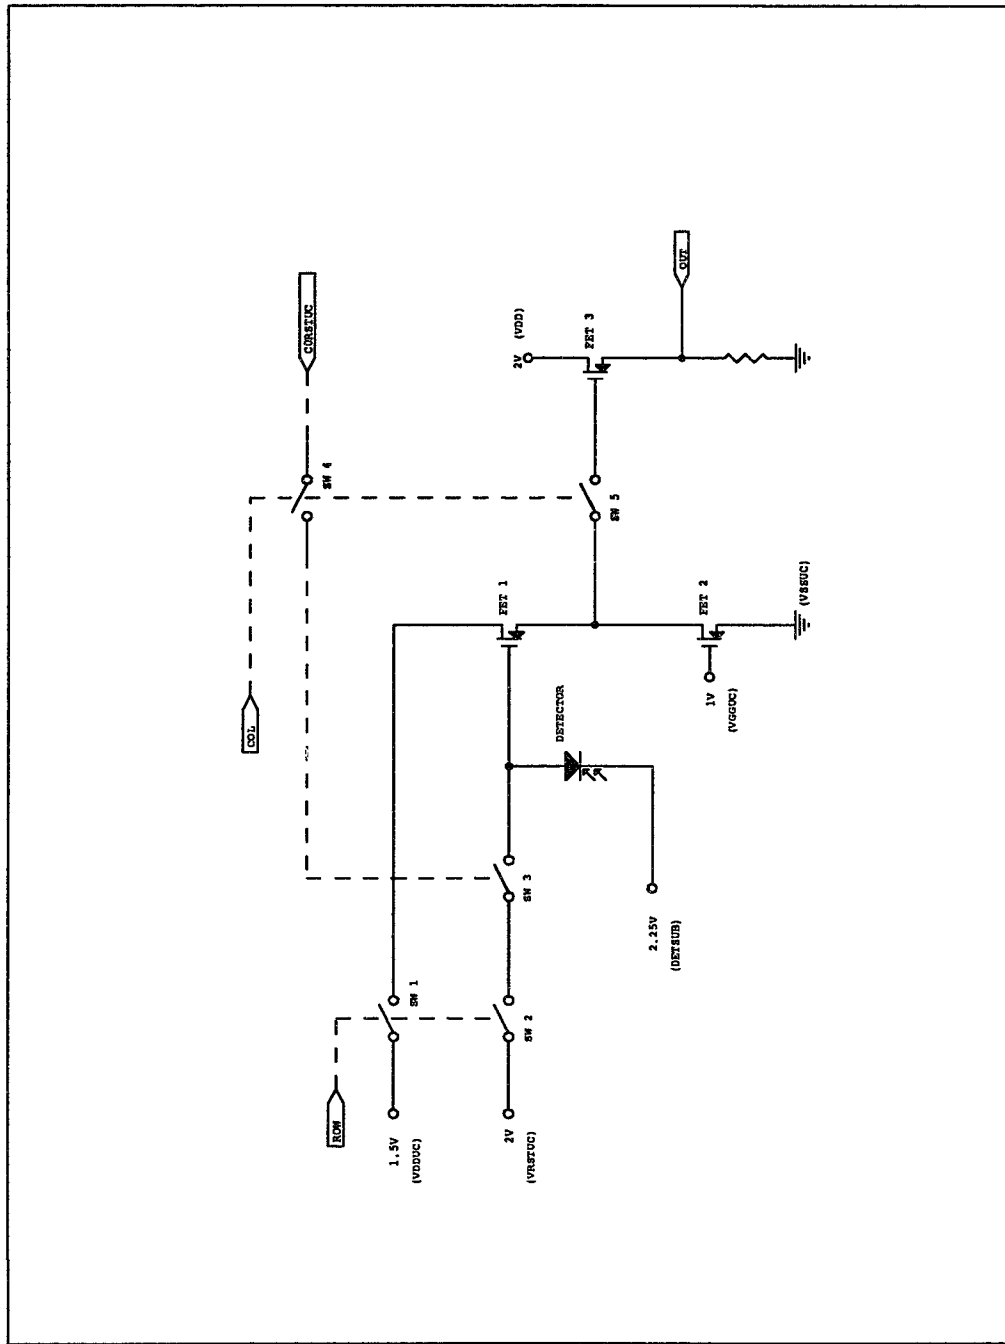 ROW
1.5V
(VDDUC)
SW 1
2V
(VRSTUC)
SW 2
SW 3
COL
CORSTUC
SW 4
DETECTOR
2.25V
(DETSUB)
FET 1
FET 2
1V
(VGGUC)
(VSSUC)
SW 5
2V
(VDD)
FET 3
OUT